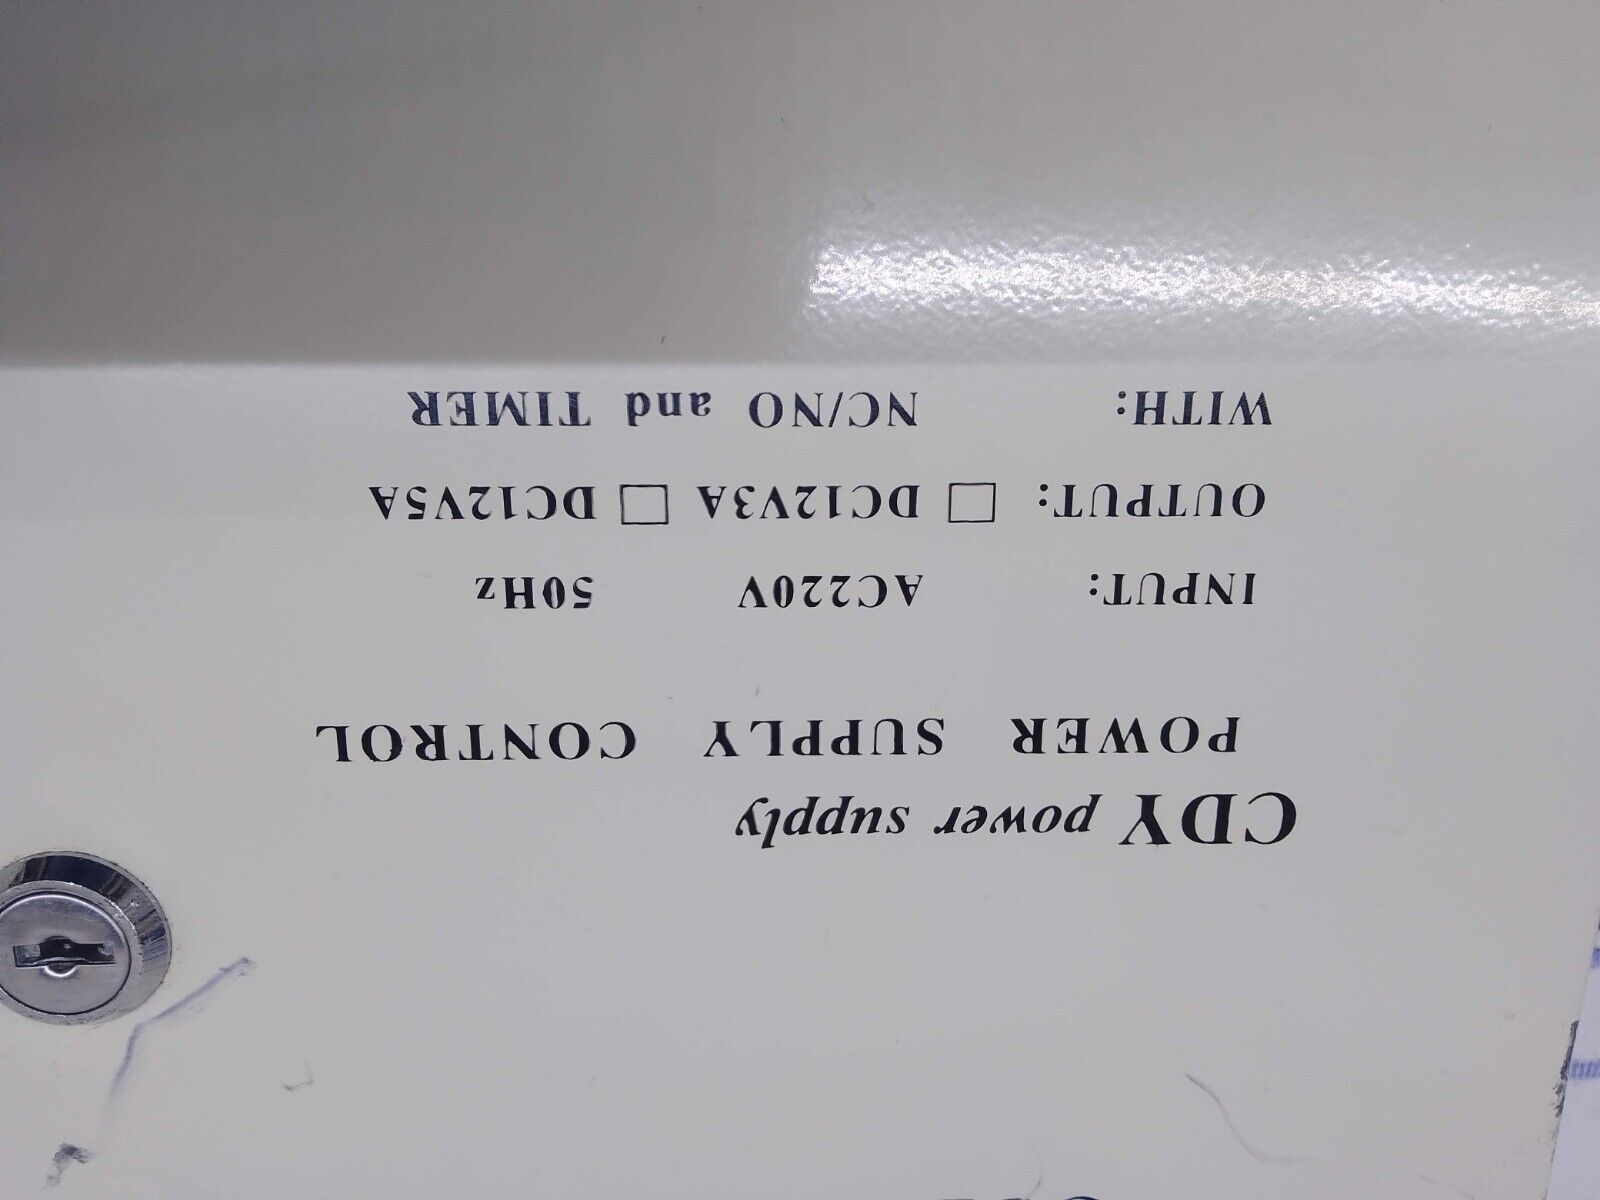 CDY power supply
POWER SUPPLY CONTROL
INPUT: AC220V 50Hz
OUTPUT: □ DC12V3A □ DC12V5A
WITH: NC/NO and TIMER